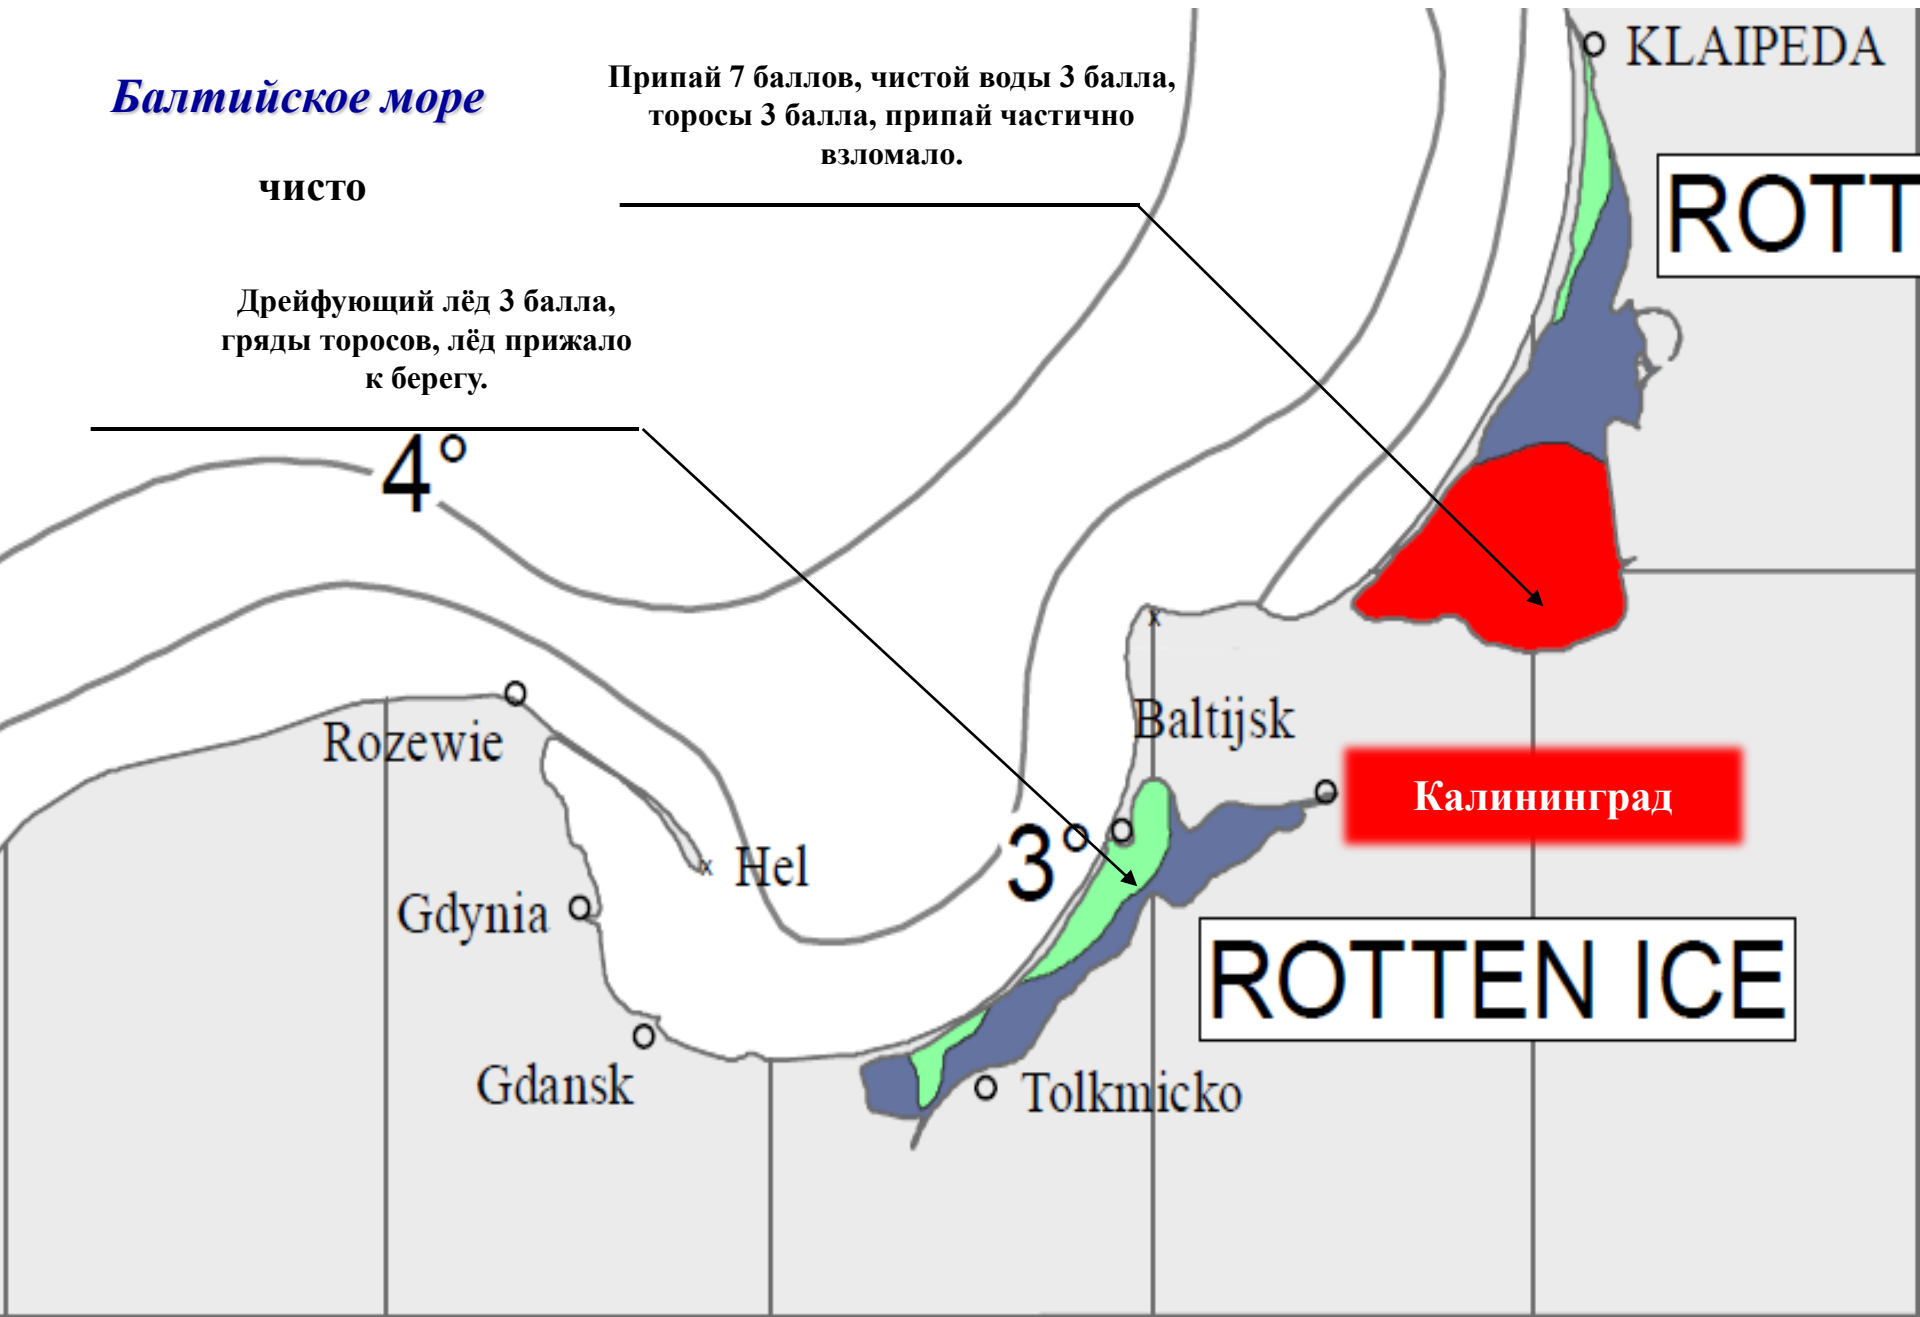 KLAIPEDA
Балтийское море
Припай 7 баллов, чистой воды 3 балла,
торосы 3 балла, припай частично
взломало.
чисто
ROTT
Дрейфующий лёд 3 балла,
гряды торосов, лёд прижало
к берегу.
4°
x
Rozewie
Baltijsk
Калининград
3°
x Hel
Gdynia
ROTTEN ICE
Gdansk
Tolkmicko